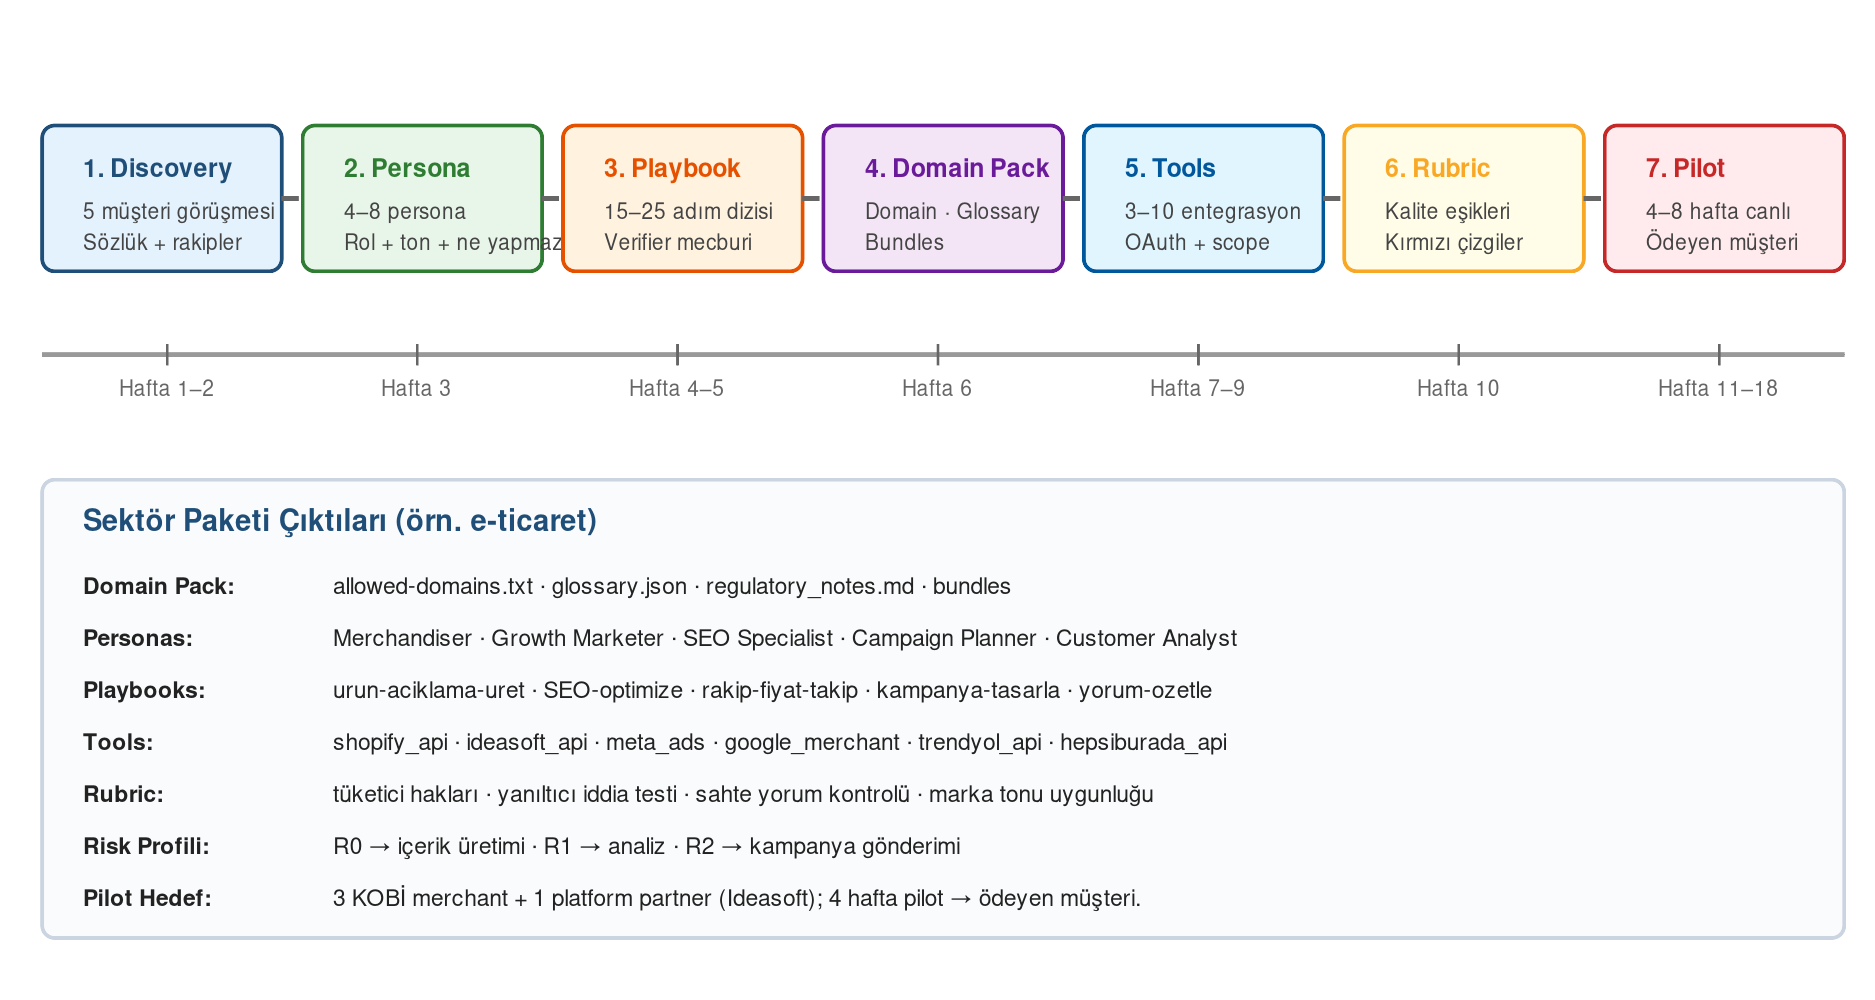 1. Discovery
5 müşteri görüşmesi
Sözlük + rakipler
2. Persona
4–8 persona
Rol + ton + ne yapmaz
3. Playbook
15–25 adım dizisi
Verifier mecburi
4. Domain Pack
Domain · Glossary
Bundles
5. Tools
3–10 entegrasyon
OAuth + scope
6. Rubric
Kalite eşikleri
Kırmızı çizgiler
7. Pilot
4–8 hafta canlı
Ödeyen müşteri
Hafta 1–2
Hafta 3
Hafta 4–5
Hafta 6
Hafta 7–9
Hafta 10
Hafta 11–18
Sektör Paketi Çıktıları (örn. e-ticaret)
Domain Pack: allowed-domains.txt · glossary.json · regulatory_notes.md · bundles
Personas: Merchandiser · Growth Marketer · SEO Specialist · Campaign Planner · Customer Analyst
Playbooks: urun-aciklama-uret · SEO-optimize · rakip-fiyat-takip · kampanya-tasarla · yorum-ozetle
Tools: shopify_api · ideasoft_api · meta_ads · google_merchant · trendyol_api · hepsiburada_api
Rubric: tüketici hakları · yanıltıcı iddia testi · sahte yorum kontrolü · marka tonu uygunluğu
Risk Profili: R0 → içerik üretimi · R1 → analiz · R2 → kampanya gönderimi
Pilot Hedef: 3 KOBİ merchant + 1 platform partner (Ideasoft); 4 hafta pilot → ödeyen müşteri.